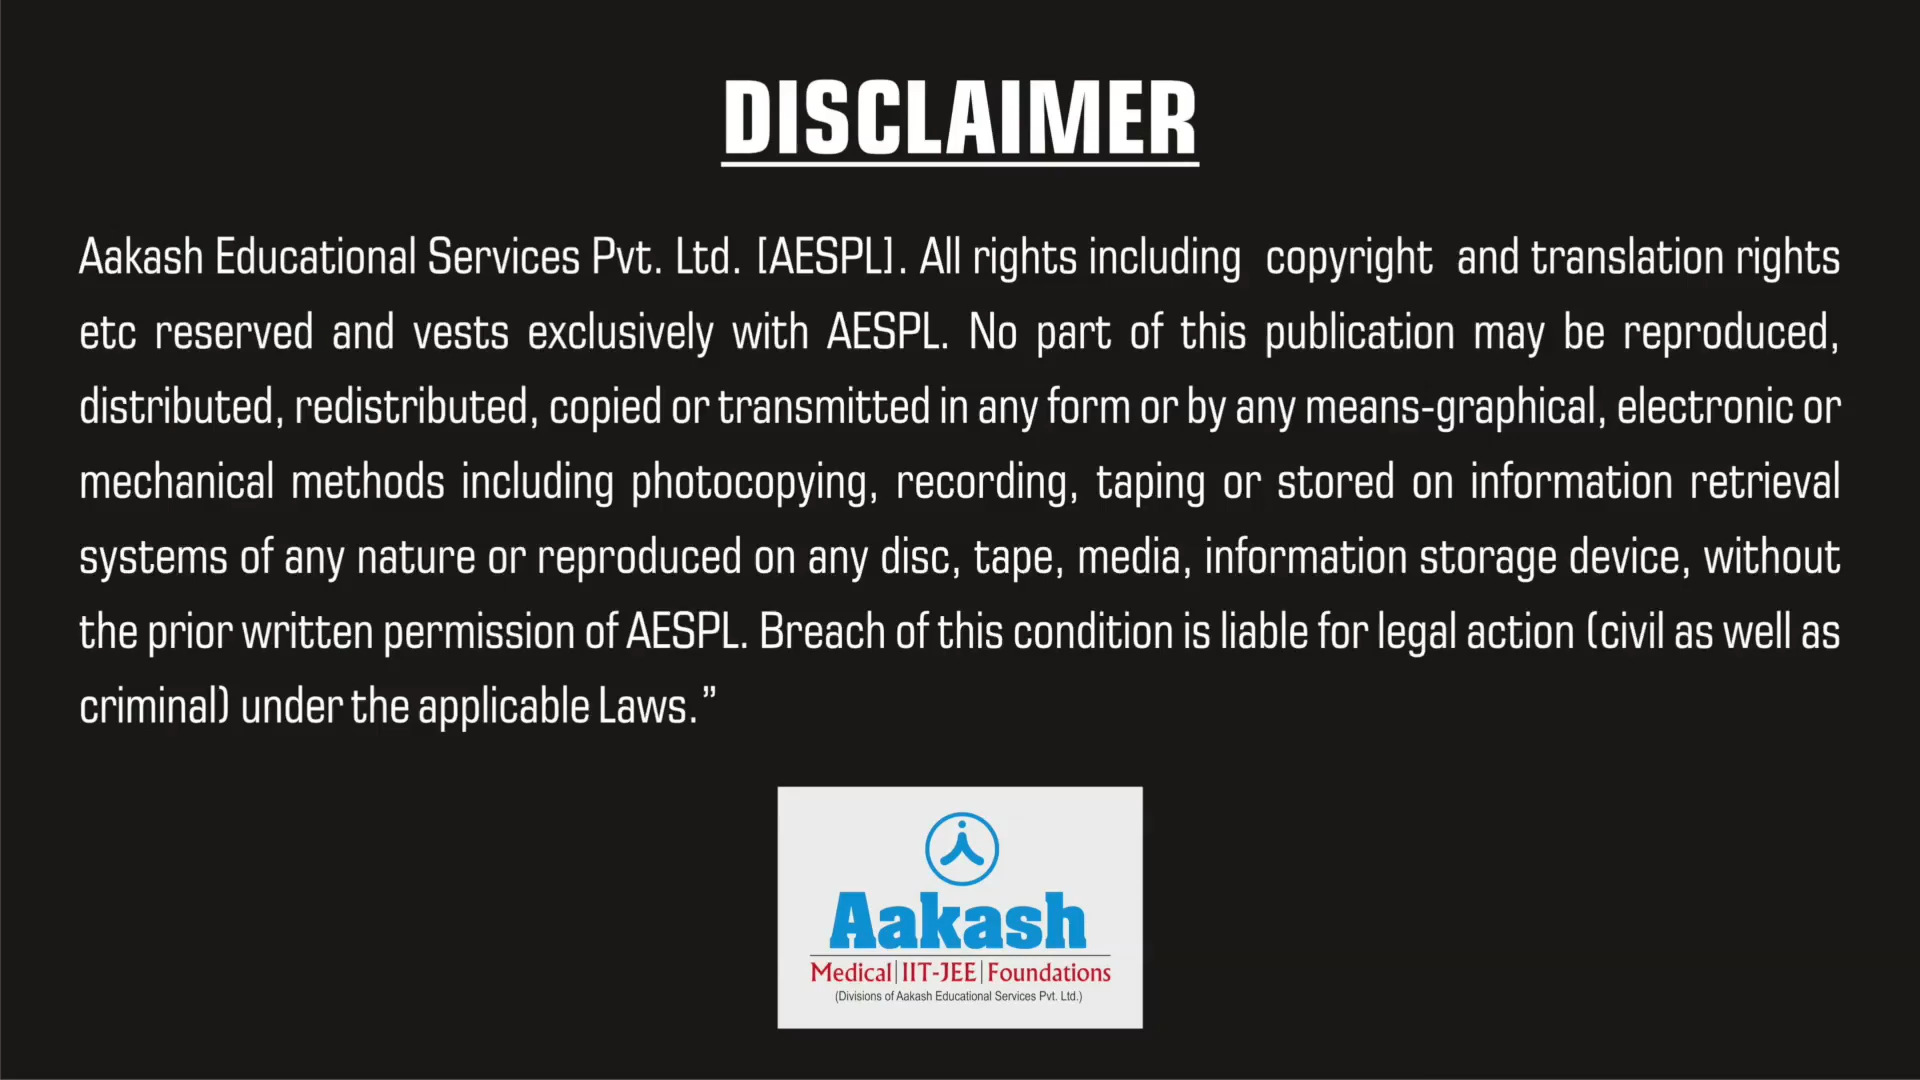 DISCLAIMER
Aakash Educational Services Pvt. Ltd. [AESPL]. All rights including copyright and translation rights
etc reserved and vests exclusively with AESPL. No part of this publication may be reproduced,
distributed, redistributed, copied or transmitted in any form or by any means-graphical, electronic or
mechanical methods including photocopying, recording, taping or stored on information retrieval
systems of any nature or reproduced on any disc, tape, media, information storage device, without
the prior written permission of AESPL. Breach of this condition is liable for legal action (civil as well as
criminal) under the applicable Laws.”
Aakash
Medical|IIT-JEE|Foundations
(Divisions of Aakash Educational Services Pvt. Ltd.)